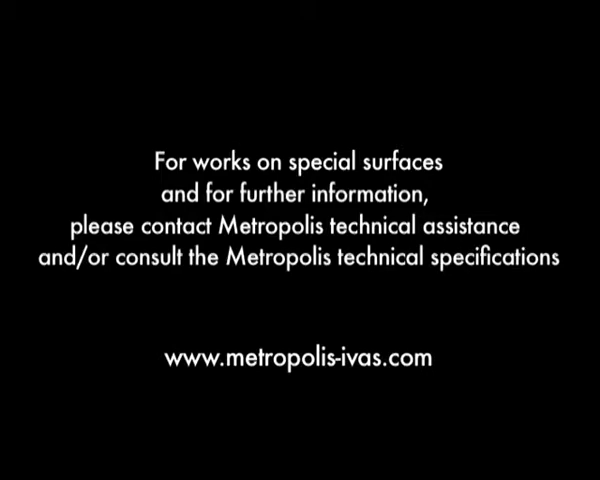 For works on special surfaces
and for further information,
please contact Metropolis technical assistance
and/or consult the Metropolis technical specifications
www.metropolis-ivas.com